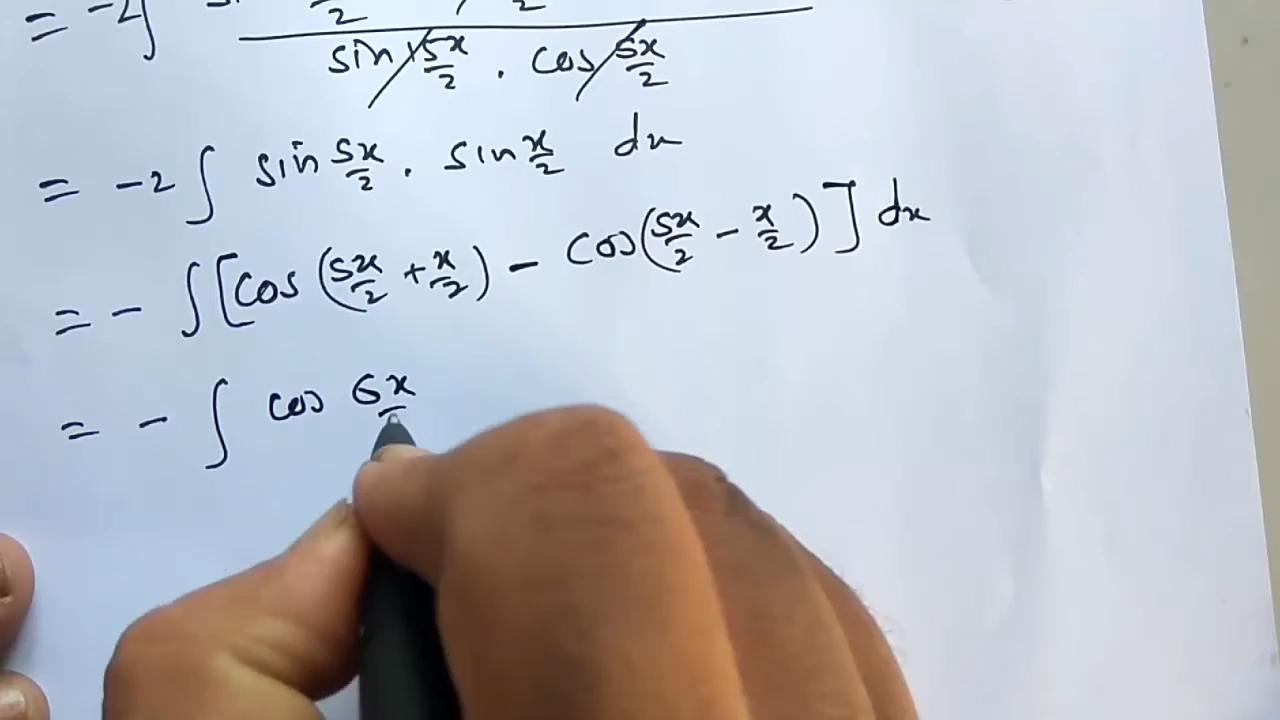 = -2∫
sin 5x/2 . cos 5x/2
= -2 ∫ sin 5x/2 . sin x/2 dx
= - ∫ [cos (5x/2 + x/2) - cos(5x/2 - x/2)] dx
= - ∫ cos 6x